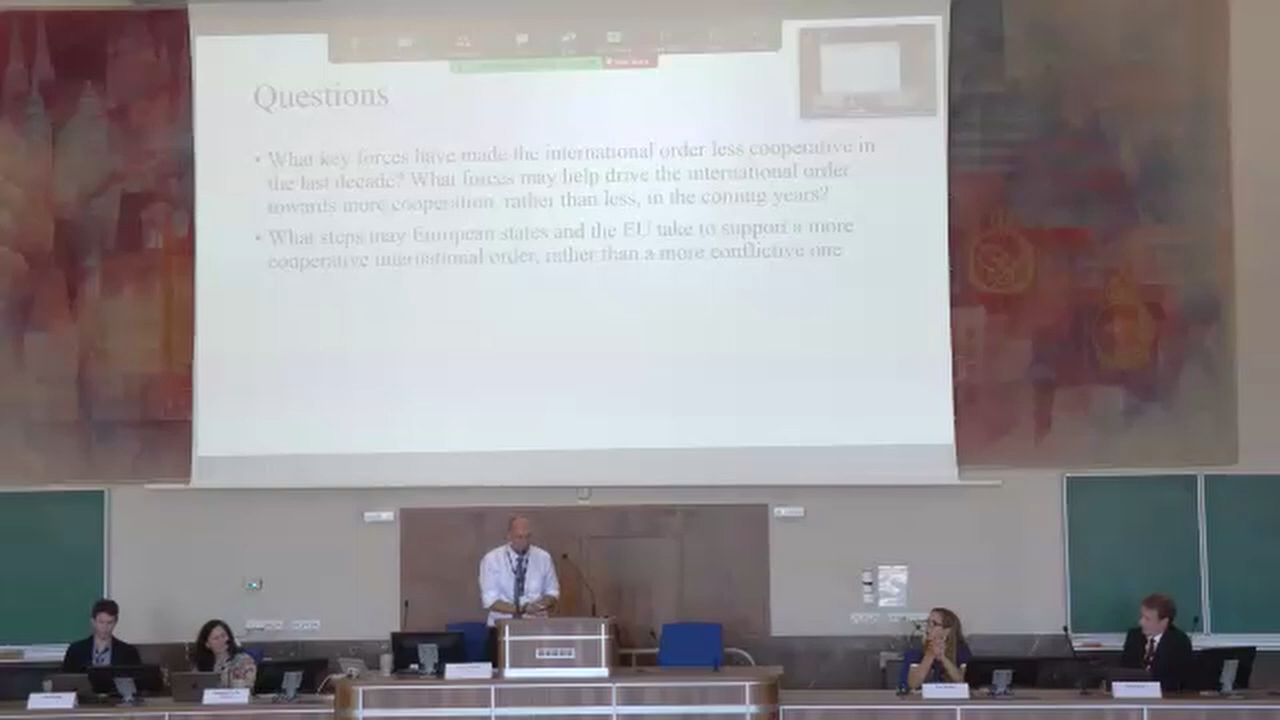 Questions
• What key forces have made the international order less cooperative in
the last decade? What forces may help drive the international order
towards more cooperation, rather than less, in the coming years?
• What steps may European states and the EU take to support a more
cooperative international order, rather than a more conflictive one